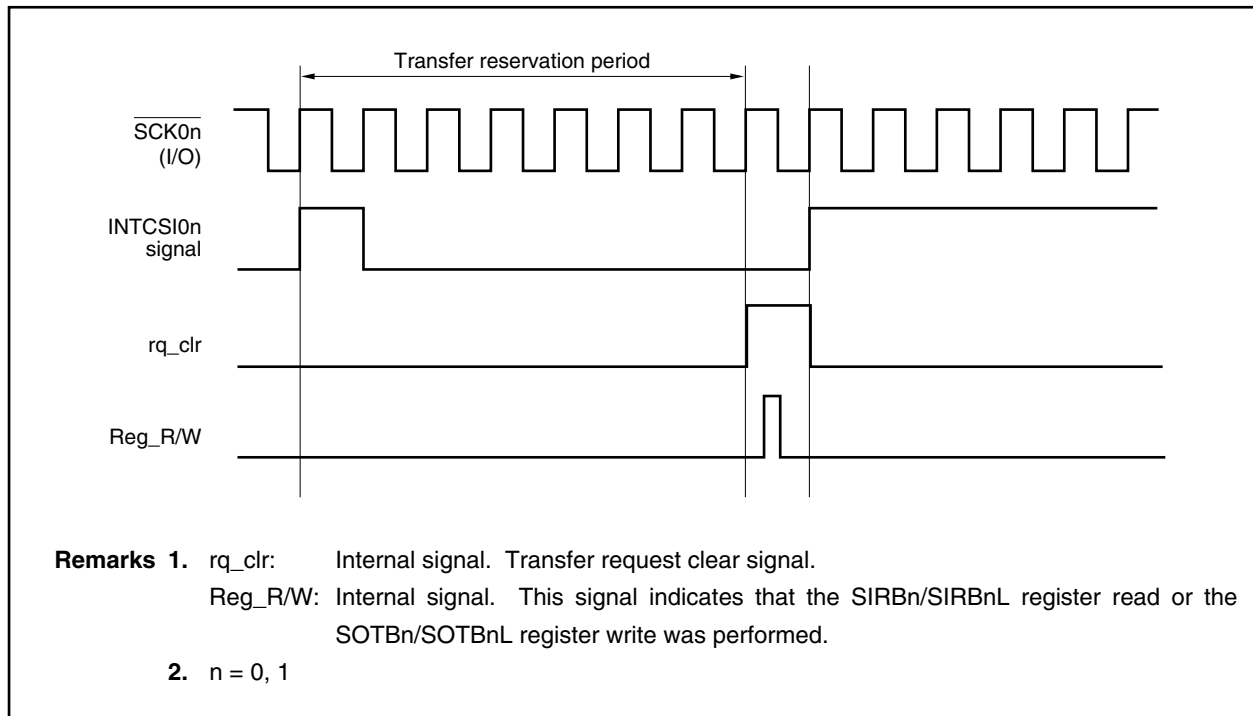 Transfer reservation period
SCK0n
(I/O)
INTCSI0n
signal
rq_clr
Reg_R/W
Remarks 1. rq_clr: Internal signal. Transfer request clear signal.
Reg_R/W: Internal signal. This signal indicates that the SIRBn/SIRBnL register read or the
SOTBn/SOTBnL register write was performed.
2. n = 0, 1